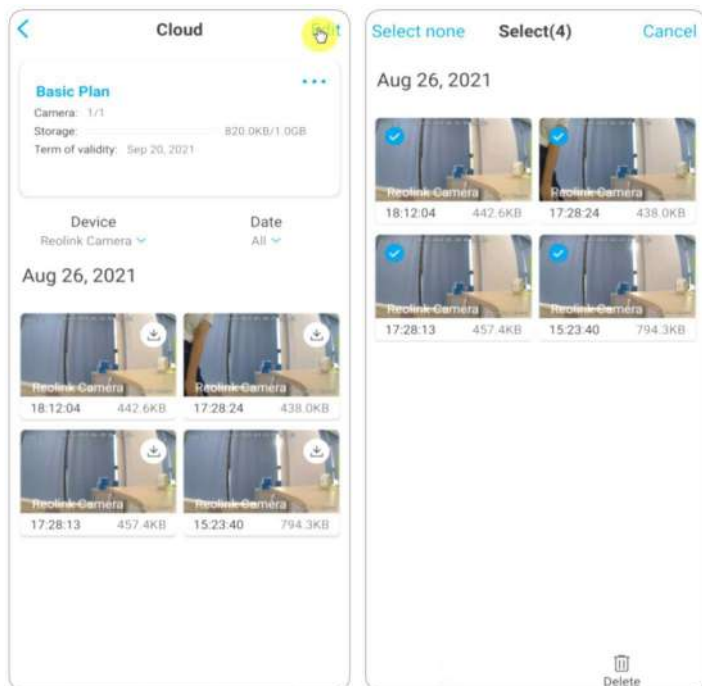 Cloud
Edit
Basic Plan
Camera: 1/1
Storage: 820.0KB/1.0GB
Term of validity: Sep 20, 2021
Device
Date
Reolink Camera
All
Aug 26, 2021
Reolink Camera
Reolink Camera
18:12:04 442.6KB
17:28:24 438.0KB
Reolink Camera
Reolink Camera
17:28:13 457.4KB
15:23:40 794.3KB
Select none
Select(4)
Cancel
Aug 26, 2021
Reolink Camera
Reolink Camera
18:12:04 442.6KB
17:28:24 438.0KB
Reolink Camera
Reolink Camera
17:28:13 457.4KB
15:23:40 794.3KB
Delete